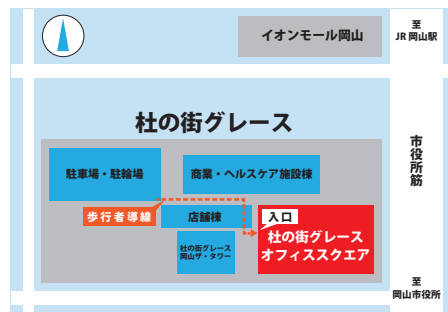 イオンモール岡山
至
JR 岡山駅
杜の街グレース
市役所筋
駐車場・駐輪場
商業・ヘルスケア施設棟
歩行者導線
店舗棟
入口
杜の街グレース
オフィススクエア
杜の街グレース
岡山ザ・タワー
至
岡山市役所